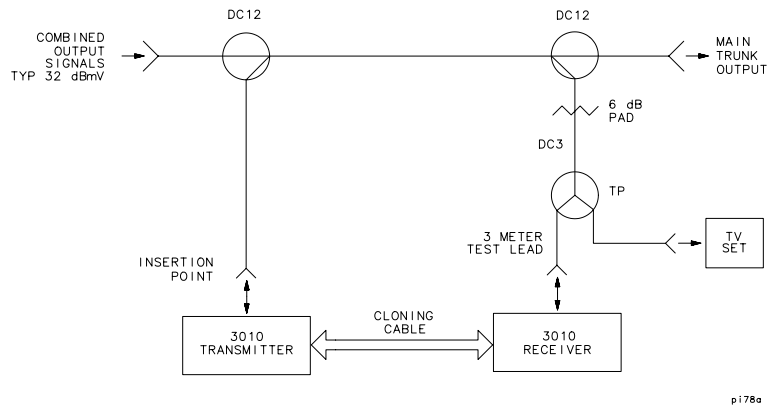 DC12
DC12
COMBINED
OUTPUT
SIGNALS
TYP 32 dBmV
MAIN
TRUNK
OUTPUT
6 dB
PAD
DC3
TP
3 METER
TEST LEAD
TV
SET
INSERTION
POINT
CLONING
CABLE
3010
TRANSMITTER
3010
RECEIVER
pi78a